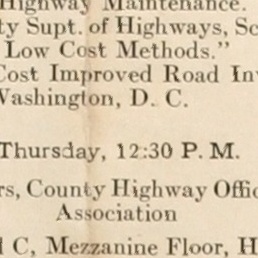 Highway Maintenance.
ty Supt. of Highways, Sc
Low Cost Methods."
Cost Improved Road In
Washington, D. C.
Thursday, 12:30 P. M.
rs, County Highway Offic
Association
l C, Mezzanine Floor, H